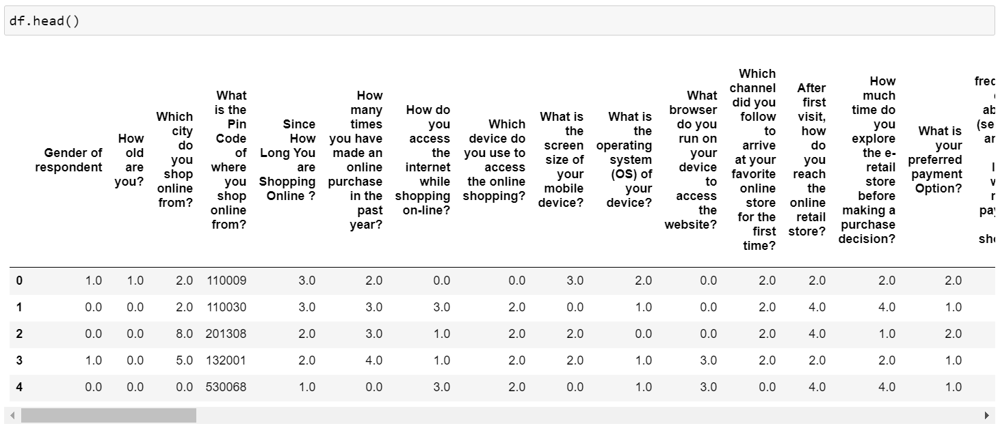 df.head()
Gender of
respondent
How
old
are
you?
Which
city
do
you
shop
online
from?
What
is the
Pin
Code
of
where
you
shop
online
from?
Since
How
Long You
are
Shopping
Online ?
How
many
times
you have
made an
online
purchase
in the
past
year?
How do
you
access
the
internet
while
shopping
on-line?
Which
device do
you use to
access
the online
shopping?
What is
the
screen
size of
your
mobile
device?
What is
the
operating
system
(OS) of
your
device?
What
browser
do you
run on
your
device
to
access
the
website?
Which
channel
did you
follow
to
arrive
at your
favorite
online
store
for the
first
time?
After
first
visit,
how
do
you
reach
the
online
retail
store?
How
much
time do
you
explore
the e-
retail
store
before
making a
purchase
decision?
What is
your
preferred
payment
Option?
0 1.0 1.0 2.0 110009 3.0 2.0 0.0 0.0 3.0 2.0 0.0 2.0 2.0 2.0 2.0
1 0.0 0.0 2.0 110030 3.0 3.0 3.0 2.0 0.0 1.0 0.0 2.0 4.0 4.0 1.0
2 0.0 0.0 8.0 201308 2.0 3.0 1.0 2.0 2.0 0.0 0.0 2.0 4.0 1.0 2.0
3 1.0 0.0 5.0 132001 2.0 4.0 1.0 2.0 2.0 1.0 3.0 2.0 2.0 2.0 1.0
4 0.0 0.0 0.0 530068 1.0 0.0 3.0 2.0 0.0 1.0 3.0 0.0 4.0 4.0 1.0